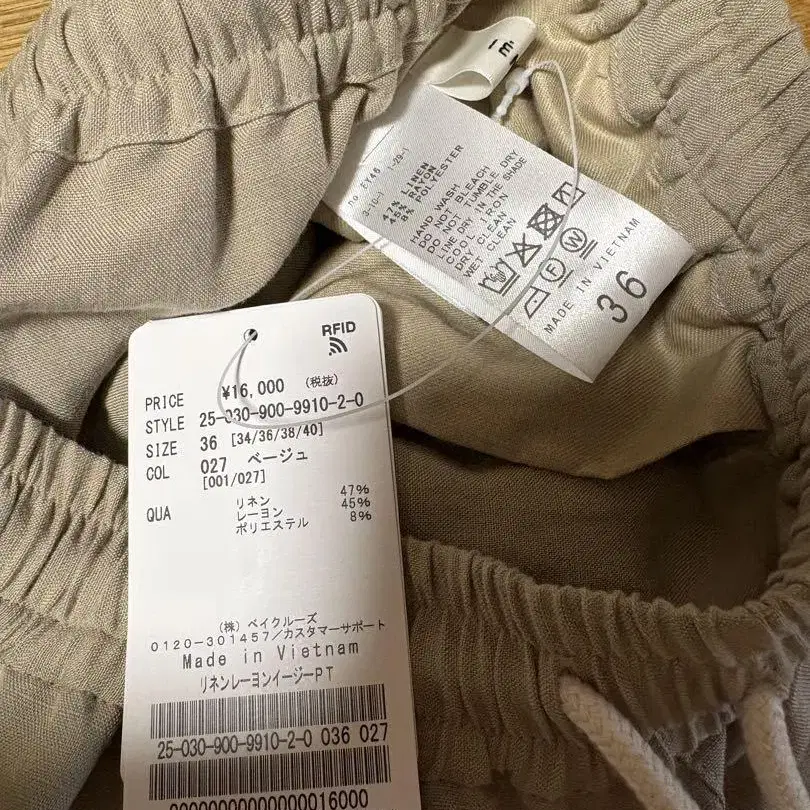 no. EY46 (-29-)
3-10-)
47% LINEN
45% RAYON
8% POLYESTER
HAND WASH
DO NOT BLEACH
DO NOT TUMBLE DRY
LINE DRY IN THE SHADE
COOL IRON
DRY CLEAN
WET CLEAN
F W
MADE IN VIETNAM
36
RFID
PRICE ¥16,000 (税抜)
STYLE 25-030-900-9910-2-0
SIZE 36 [34/36/38/40]
COL 027 ベージュ
[001/027]
QUA リネン 47%
レーヨン 45%
ポリエステル 8%
(株) ベイクルーズ
0120-301457/カスタマーサポート
Made in Vietnam
リネンレーヨンイージーPT
25-030-900-9910-2-0 036 027